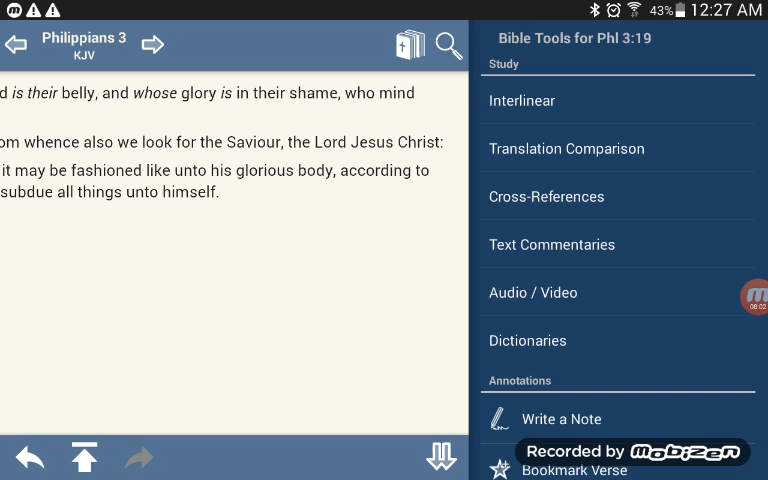 43% 12:27 AM
Philippians 3
KJV
d is their belly, and whose glory is in their shame, who mind
om whence also we look for the Saviour, the Lord Jesus Christ:
it may be fashioned like unto his glorious body, according to
subdue all things unto himself.
Bible Tools for Phl 3:19
Study
Interlinear
Translation Comparison
Cross-References
Text Commentaries
Audio / Video
08:02
Dictionaries
Annotations
Write a Note
Recorded by mobizen
Bookmark Verse